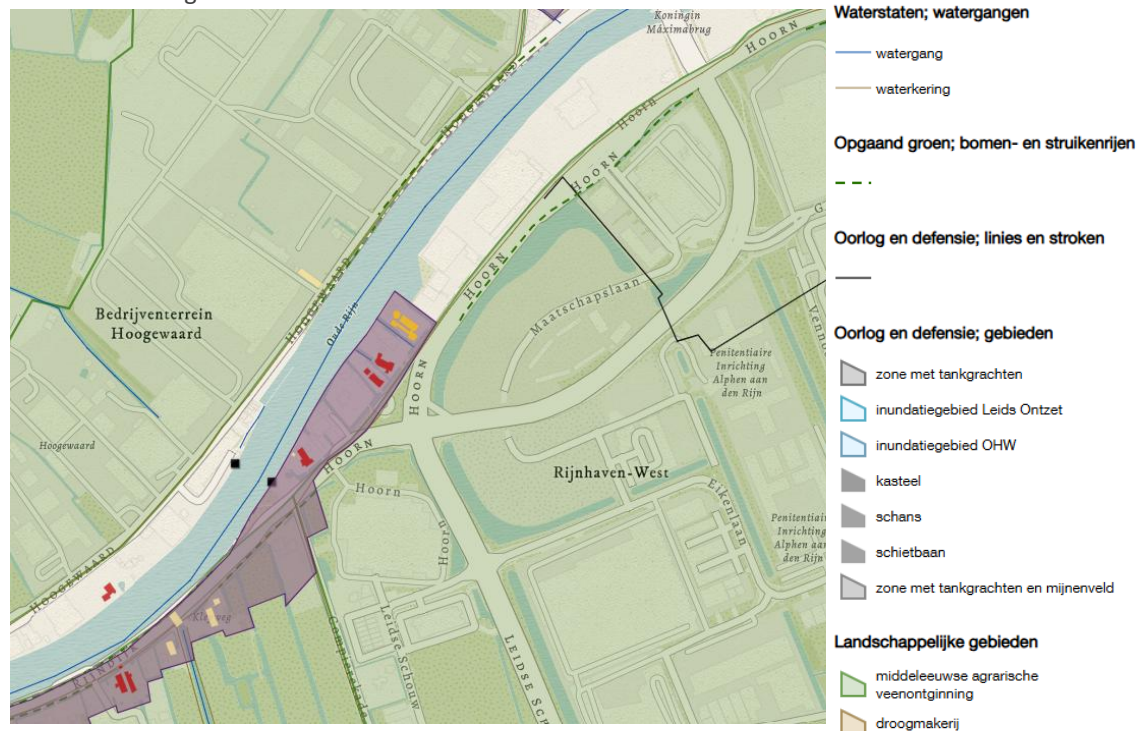 Koningin
Máximabrug
HOORN
HOOGEWAARD
Hoorn
HOORN
HOORN
Maatschapslaan
Bedrijventerrein
Hoogewaard
HOOGEWAARD
Oude Rijn
Penitentiaire
Inrichting
Alphen aan
den Rijn
HOORN
Hoogewaard
HOORN
Rijnhaven-West
Hoorn
Hoorn
Eikenlaan
Penitentiaire
Inrichting
Alphen aan
den Rijn
HOOGEWAARD
RIJNDIJK
Leidse Schouw
LEIDSE SCH
Waterstaten; watergangen
watergang
waterkering
Opgaand groen; bomen- en struikenrijen
Oorlog en defensie; linies en stroken
Oorlog en defensie; gebieden
zone met tankgrachten
inundatiegebied Leids Ontzet
inundatiegebied OHW
kasteel
schans
schietbaan
zone met tankgrachten en mijnenveld
Landschappelijke gebieden
middeleeuwse agrarische
veenontginning
droogmakerij